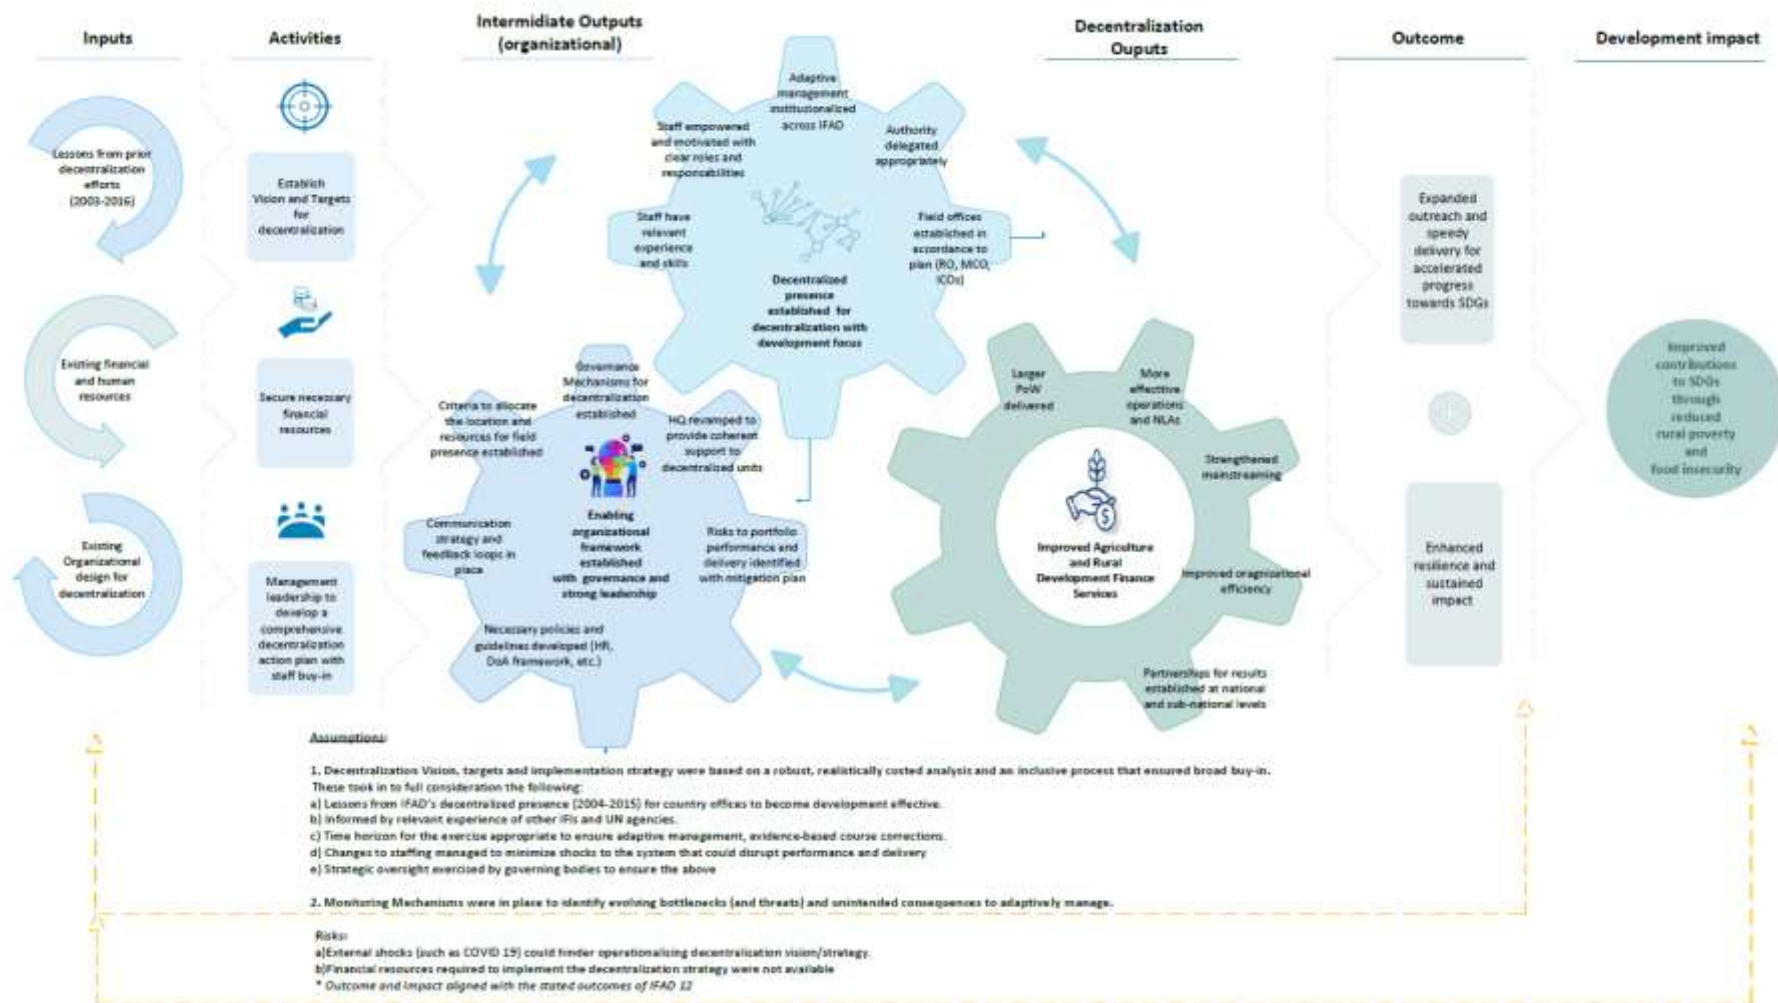 Inputs
Activities
Intermidiate Outputs
(organizational)
Decentralization
Ouputs
Outcome
Development impact
Lessons from prior
decentralization
efforts
(2003-2016)
Existing financial
and human
resources
Existing
Organizational
design for
decentralization
Establish
Vision and Targets
for
decentralization
Secure necessary
financial
resources
Management
leadership to
develop a
comprehensive
decentralization
action plan with
staff buy-in
Adaptive
management
institutionalized
across IFAD
Staff empowered
and motivated with
clear roles and
responsabilities
Authority
delegated
appropriately
Staff have
relevant
experience
and skills
Field offices
established in
accordance to
plan (RO, MCO,
ICOs)
Decentralized
presence
established for
decentralization with
development focus
Governance
Mechanisms for
decentralization
established
Criteria to allocate
the location and
resources for field
presence established
HQ revamped to
provide coherent
support to
decentralized units
Communication
strategy and
feedback loops in
place
Enabling
organizational
framework
established
with governance and
strong leadership
Risks to portfolio
performance and
delivery identified
with mitigation plan
Necessary policies and
guidelines developed (HR,
DoA framework, etc.)
Larger
PoW
delivered
More
effective
operations
and NLAs
Strengthened
mainstreaming
Improved Agriculture
and Rural
Development Finance
Services
Improved oragnizational
efficiency
Partnerships for results
established at national
and sub-national levels
Expanded
outreach and
speedy
delivery for
accelerated
progress
towards SDGs
Enhanced
resilience and
sustained
impact
Improved
contributions
to SDGs
through
reduced
rural poverty
and
food insecurity
Assumptions:
1. Decentralization Vision, targets and implementation strategy were based on a robust, realistically costed analysis and an inclusive process that ensured broad buy-in.
These took in to full consideration the following:
a) Lessons from IFAD's decentralized presence (2004-2015) for country offices to become development effective.
b) Informed by relevant experience of other IFIs and UN agencies.
c) Time horizon for the exercise appropriate to ensure adaptive management, evidence-based course corrections.
d) Changes to staffing managed to minimize shocks to the system that could disrupt performance and delivery
e) Strategic oversight exercised by governing bodies to ensure the above
2. Monitoring Mechanisms were in place to identify evolving bottlenecks (and threats) and unintended consequences to adaptively manage.
Risks:
a)External shocks (such as COVID 19) could hinder operationalising decentralisation vision/strategy.
b)Financial resources required to implement the decentralization strategy were not available
* Outcome and Impact aligned with the stated outcomes of IFAD 12